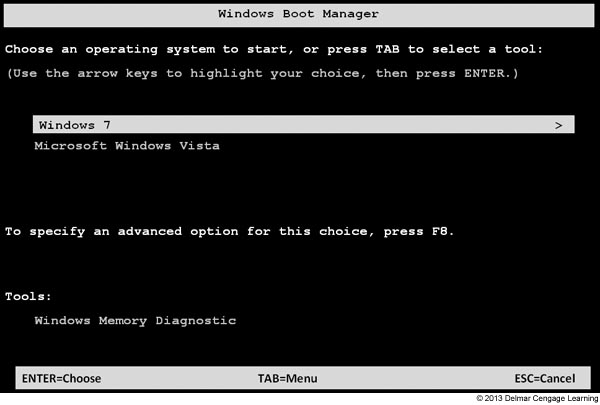 Windows Boot Manager
Choose an operating system to start, or press TAB to select a tool:
(Use the arrow keys to highlight your choice, then press ENTER.)
Windows 7 >
Microsoft Windows Vista
To specify an advanced option for this choice, press F8.
Tools:
Windows Memory Diagnostic
ENTER=Choose TAB=Menu ESC=Cancel
© 2013 Delmar Cengage Learning